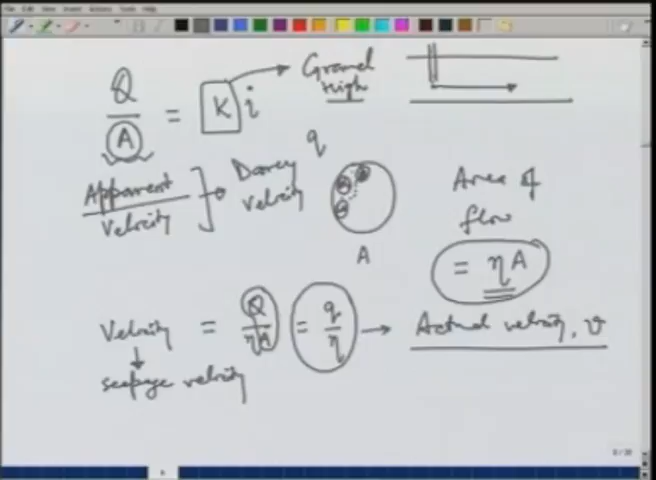 Q/A = K i → Gravel
High
Apparent velocity → Darcy velocity q
A
Area of
flow
= ηA
Velocity = Q/ηA = q/η → Actual velocity, v
↓
seepage velocity